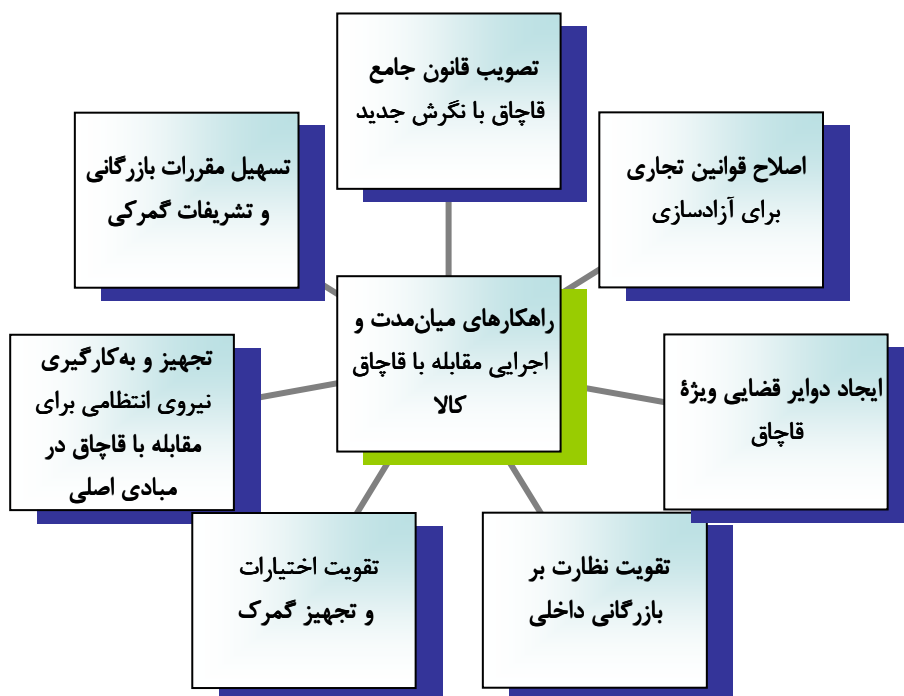 تصویب قانون جامع
قاچاق با نگرش جدید
اصلاح قوانین تجاری
برای آزادسازی
تسهیل مقررات بازرگانی
و تشریفات گمرکی
راهکارهای میان‌مدت و
اجرایی مقابله با قاچاق
کالا
ایجاد دوایر قضایی ویژهٔ
قاچاق
تجهیز و به‌کارگیری
نیروی انتظامی برای
مقابله با قاچاق در
مبادی اصلی
تقویت نظارت بر
بازرگانی داخلی
تقویت اختیارات
و تجهیز گمرک